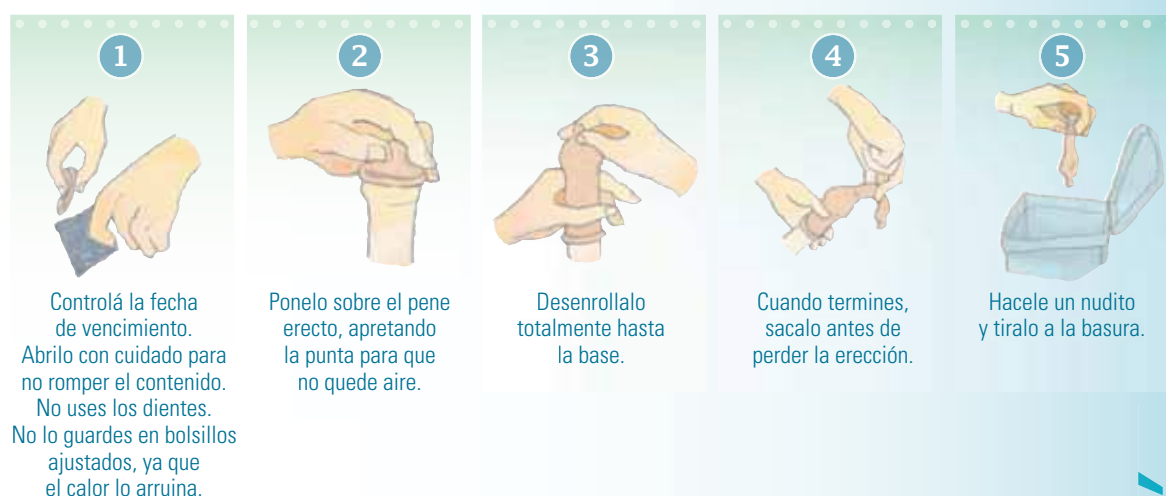 1
Controlá la fecha
de vencimiento.
Abrilo con cuidado para
no romper el contenido.
No uses los dientes.
No lo guardes en bolsillos
ajustados, ya que
el calor lo arruina.
2
Ponelo sobre el pene
erecto, apretando
la punta para que
no quede aire.
3
Desenrollalo
totalmente hasta
la base.
4
Cuando termines,
sacalo antes de
perder la erección.
5
Hacele un nudito
y tiralo a la basura.